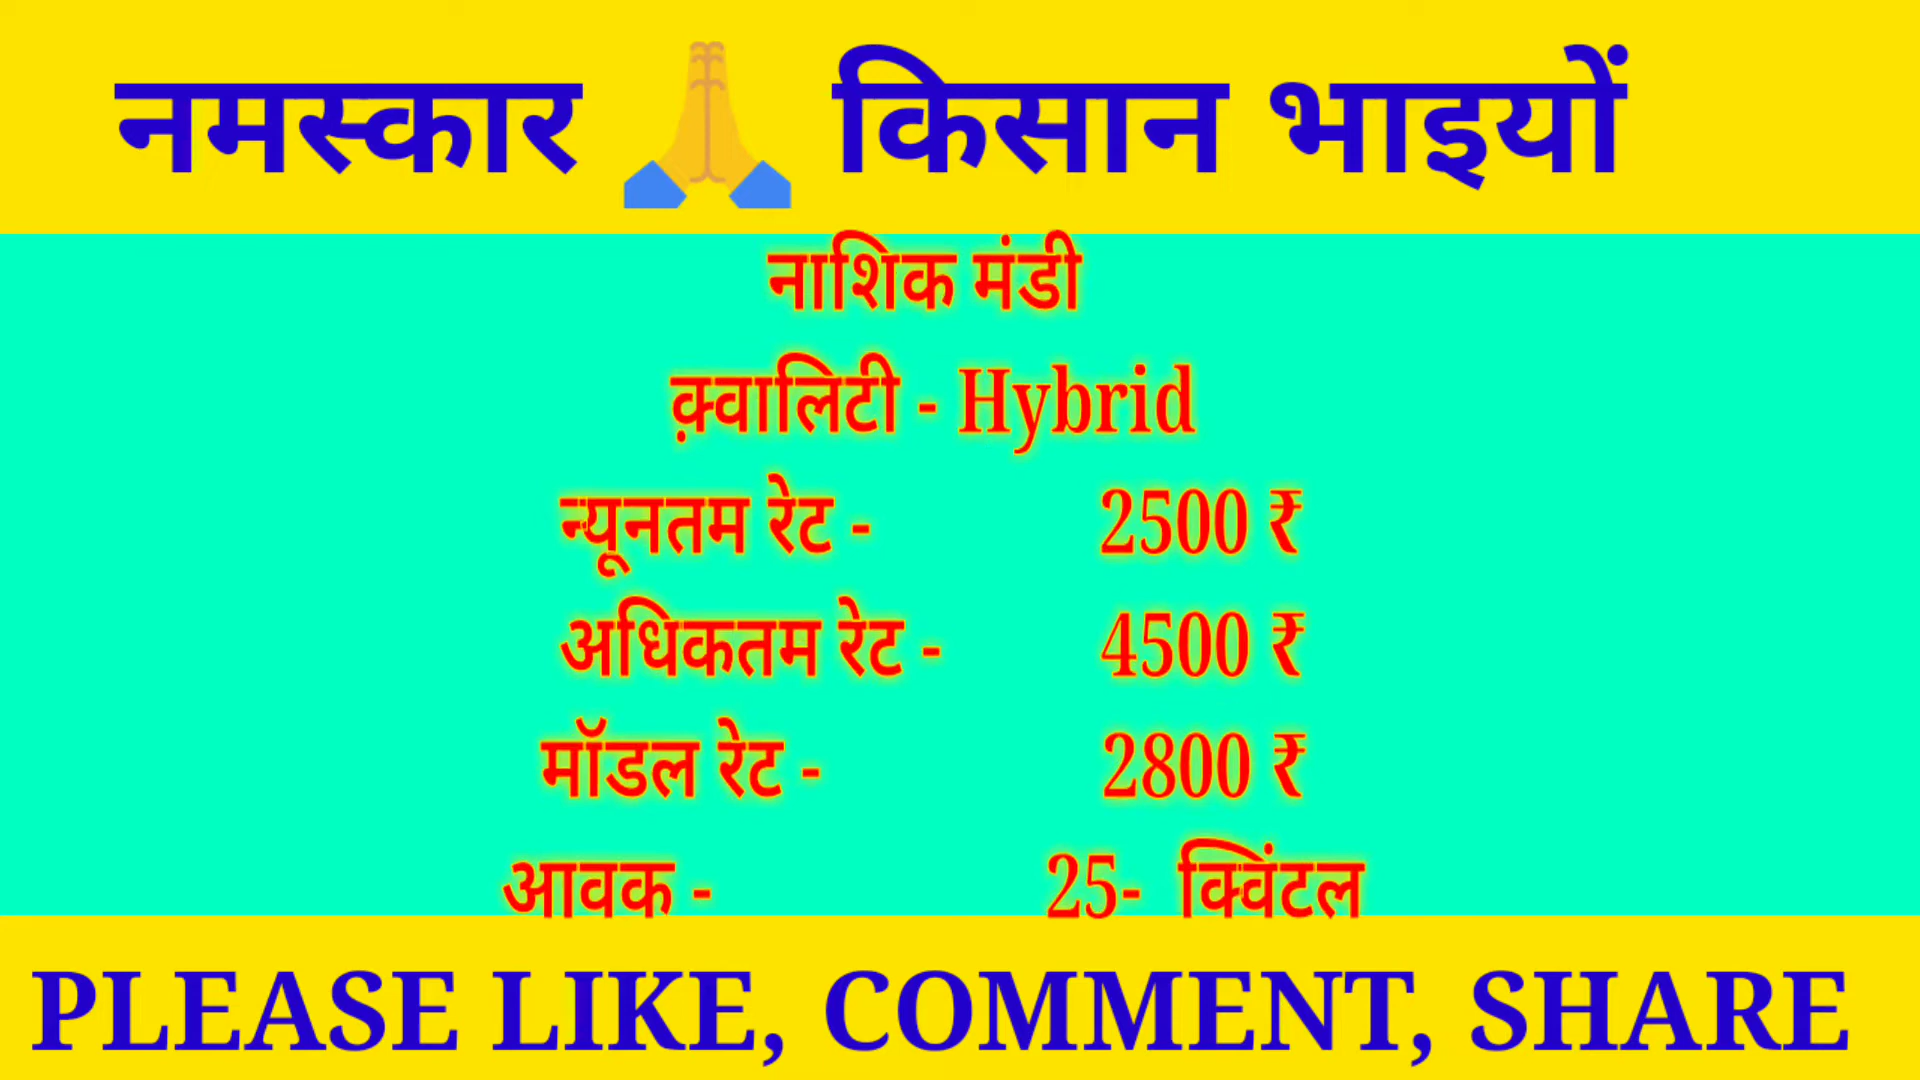 नमस्कार 🙏 किसान भाइयों
नाशिक मंडी
क़्वालिटी - Hybrid
न्यूनतम रेट - 2500 ₹
अधिकतम रेट - 4500 ₹
मॉडल रेट - 2800 ₹
आवक - 25- क्विंटल
PLEASE LIKE, COMMENT, SHARE